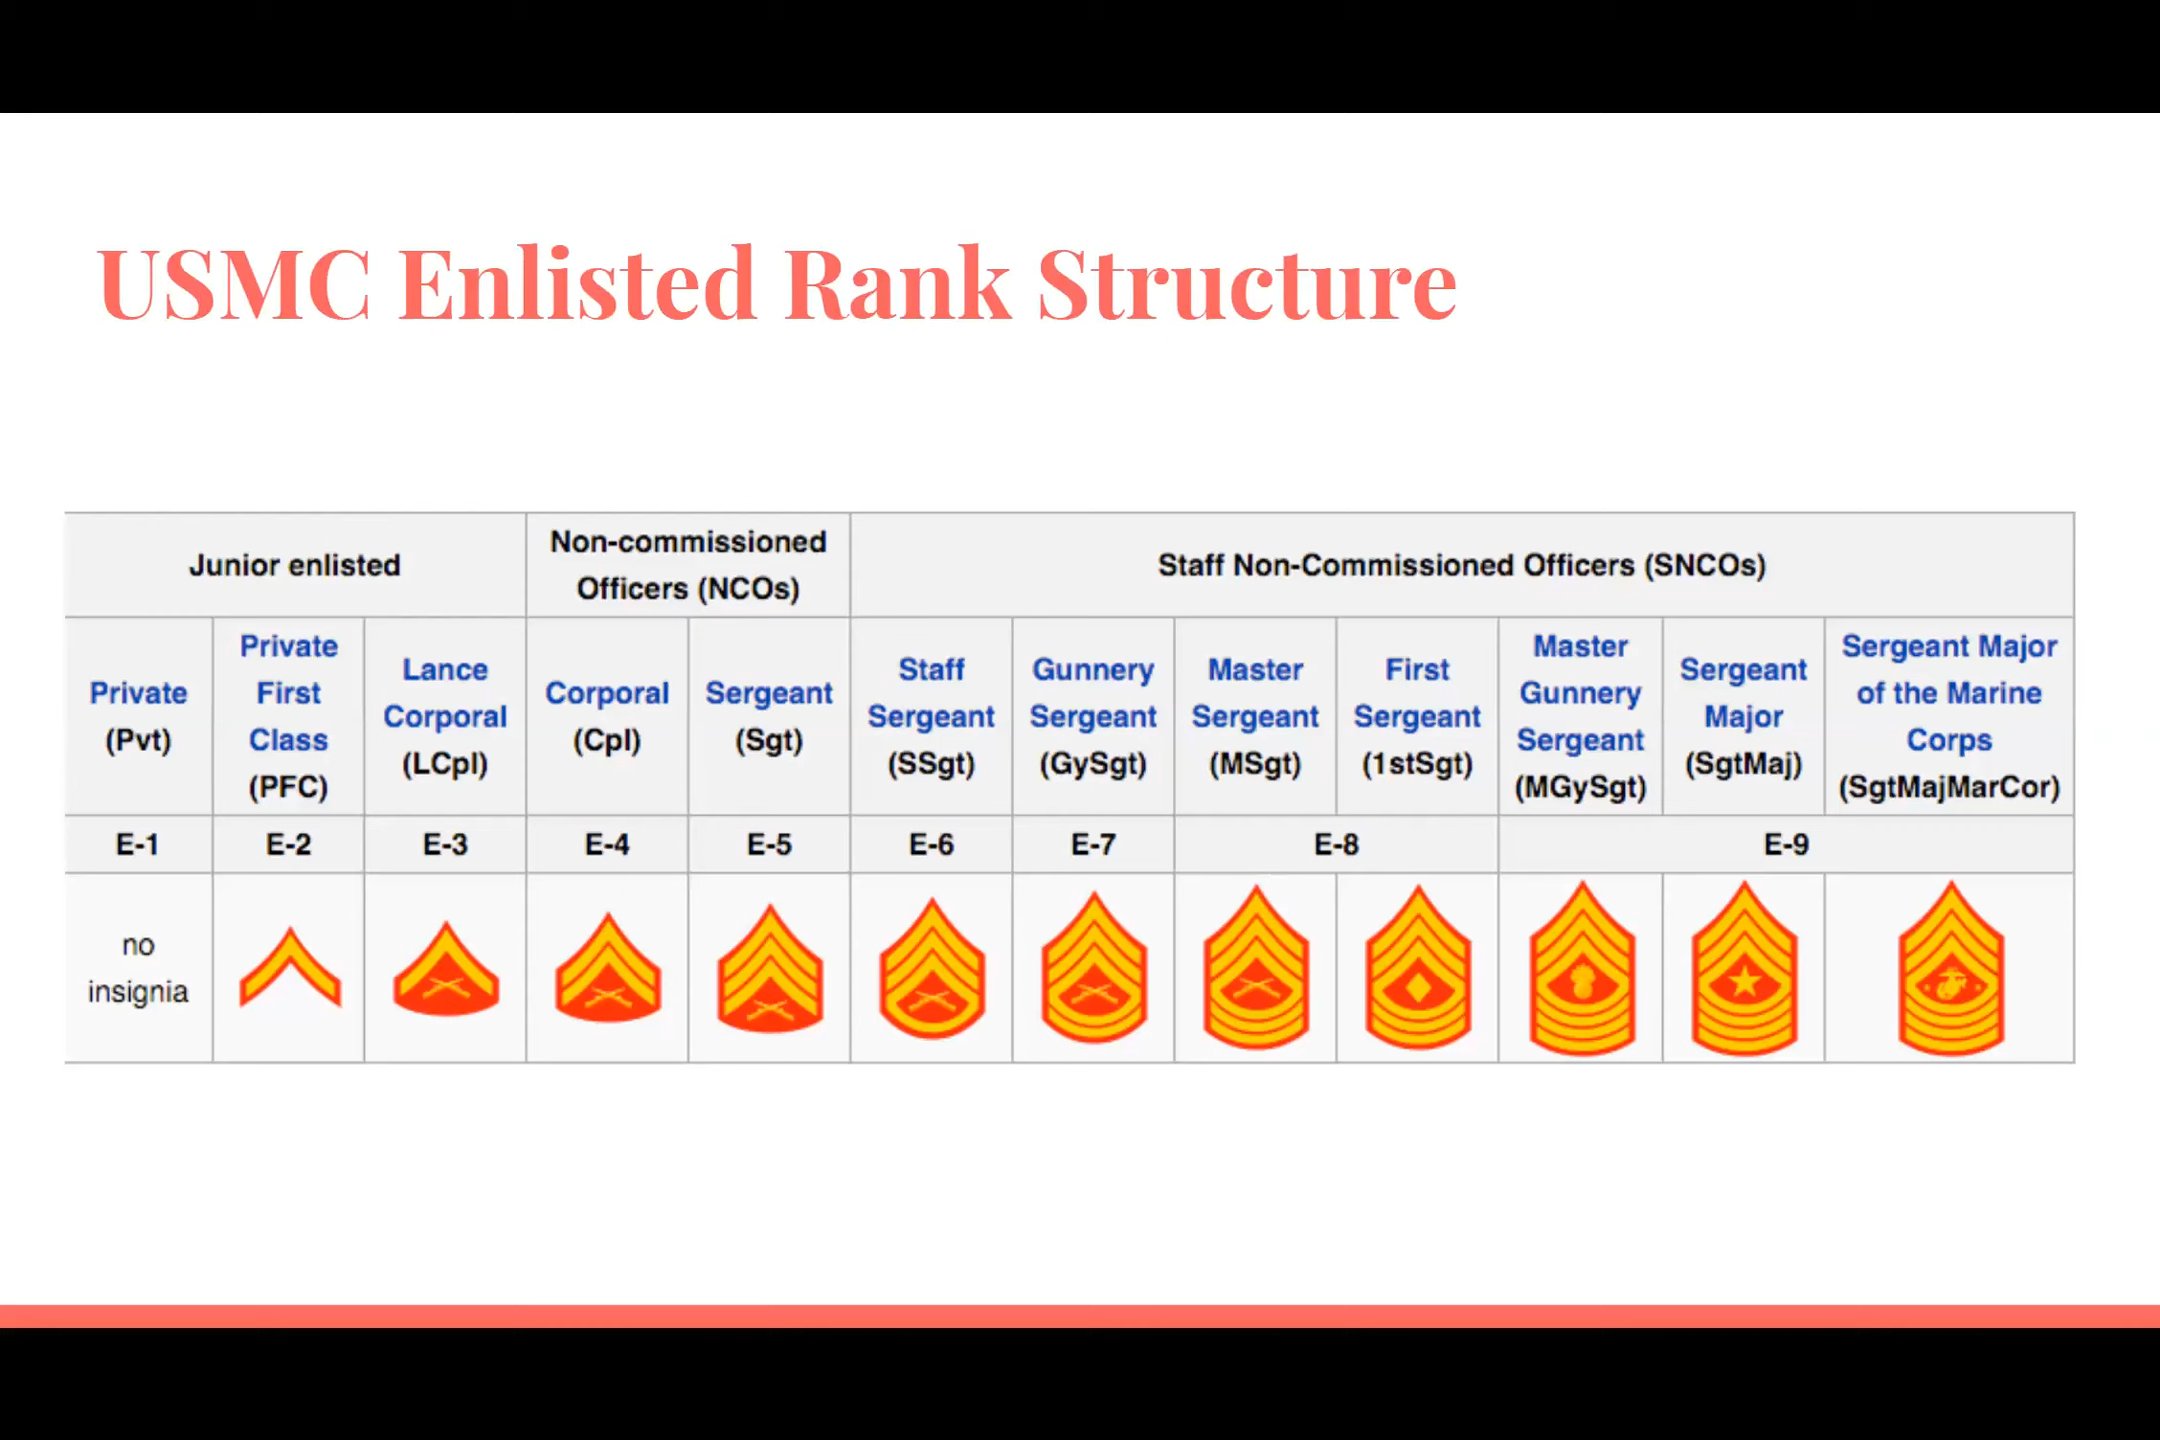 USMC Enlisted Rank Structure
Junior enlisted
Non-commissioned
Officers (NCOs)
Staff Non-Commissioned Officers (SNCOs)
Private
(Pvt)
Private
First
Class
(PFC)
Lance
Corporal
(LCpl)
Corporal
(Cpl)
Sergeant
(Sgt)
Staff
Sergeant
(SSgt)
Gunnery
Sergeant
(GySgt)
Master
Sergeant
(MSgt)
First
Sergeant
(1stSgt)
Master
Gunnery
Sergeant
(MGySgt)
Sergeant
Major
(SgtMaj)
Sergeant Major
of the Marine
Corps
(SgtMajMarCor)
E-1
E-2
E-3
E-4
E-5
E-6
E-7
E-8
E-9
no
insignia